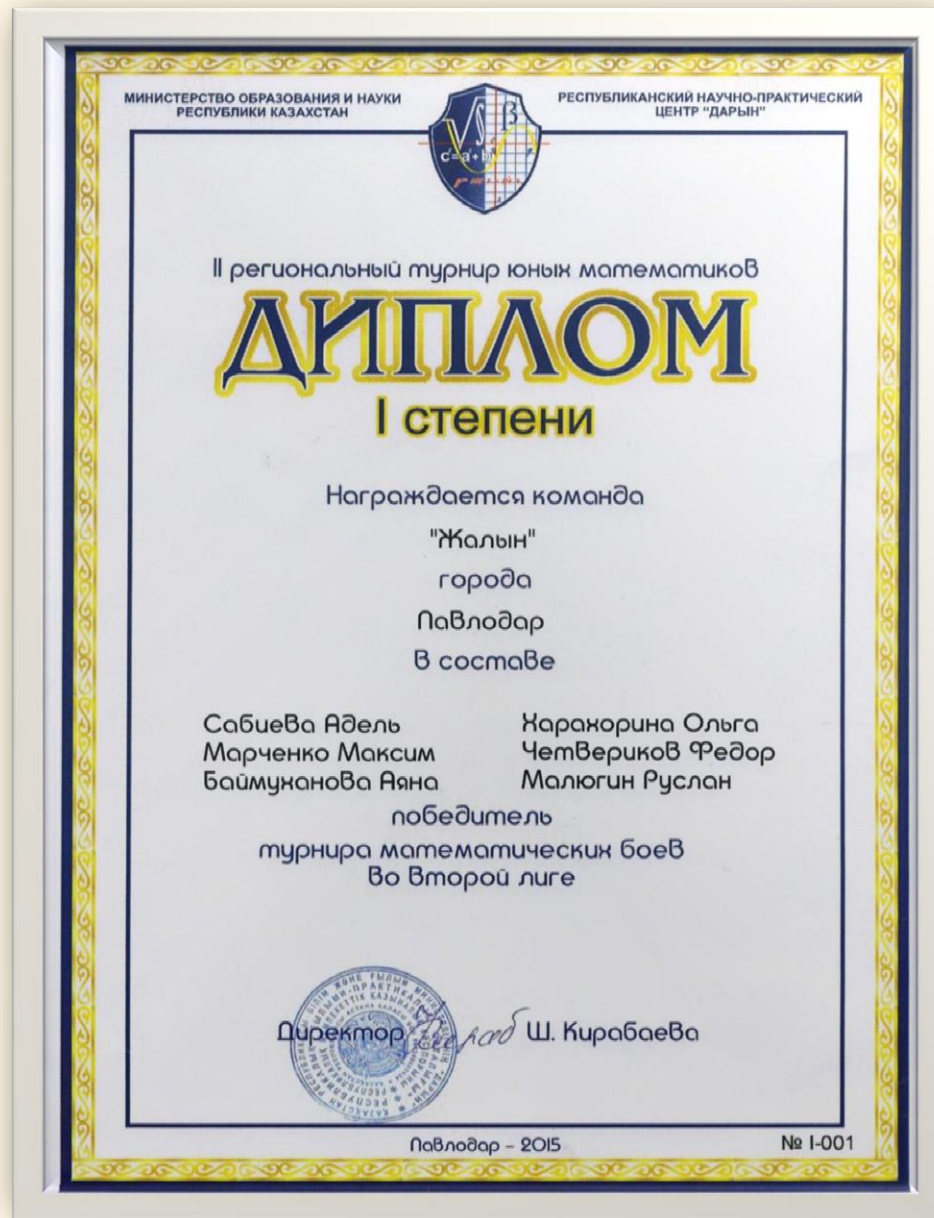 МИНИСТЕРСТВО ОБРАЗОВАНИЯ И НАУКИ
РЕСПУБЛИКИ КАЗАХСТАН
РЕСПУБЛИКАНСКИЙ НАУЧНО-ПРАКТИЧЕСКИЙ
ЦЕНТР "ДАРЫН"
II региональный турнир юных математиков
ДИПЛОМ
I степени
Награждается команда
"Жалын"
города
Павлодар
в составе
Сабиева Адель
Марченко Максим
Баймуханова Аяна
Харахорина Ольга
Четвериков Федор
Малюгин Руслан
победитель
турнира математических боев
во второй лиге
Директор Ш. Кирабаева
Павлодар - 2015
№ I-001